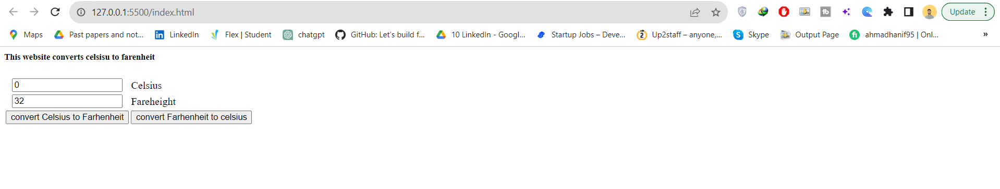 127.0.0.1:5500/index.html Update
Maps Past papers and not... LinkedIn Flex | Student chatgpt GitHub: Let's build f... 10 LinkedIn - Googl... Startup Jobs – Deve... Up2staff – anyone,... Skype Output Page ahmadhanif95 | Onl... »
This website converts celsisu to farenheit
0 Celsius
32 Fareheight
convert Celsius to Farhenheit convert Farhenheit to celsius